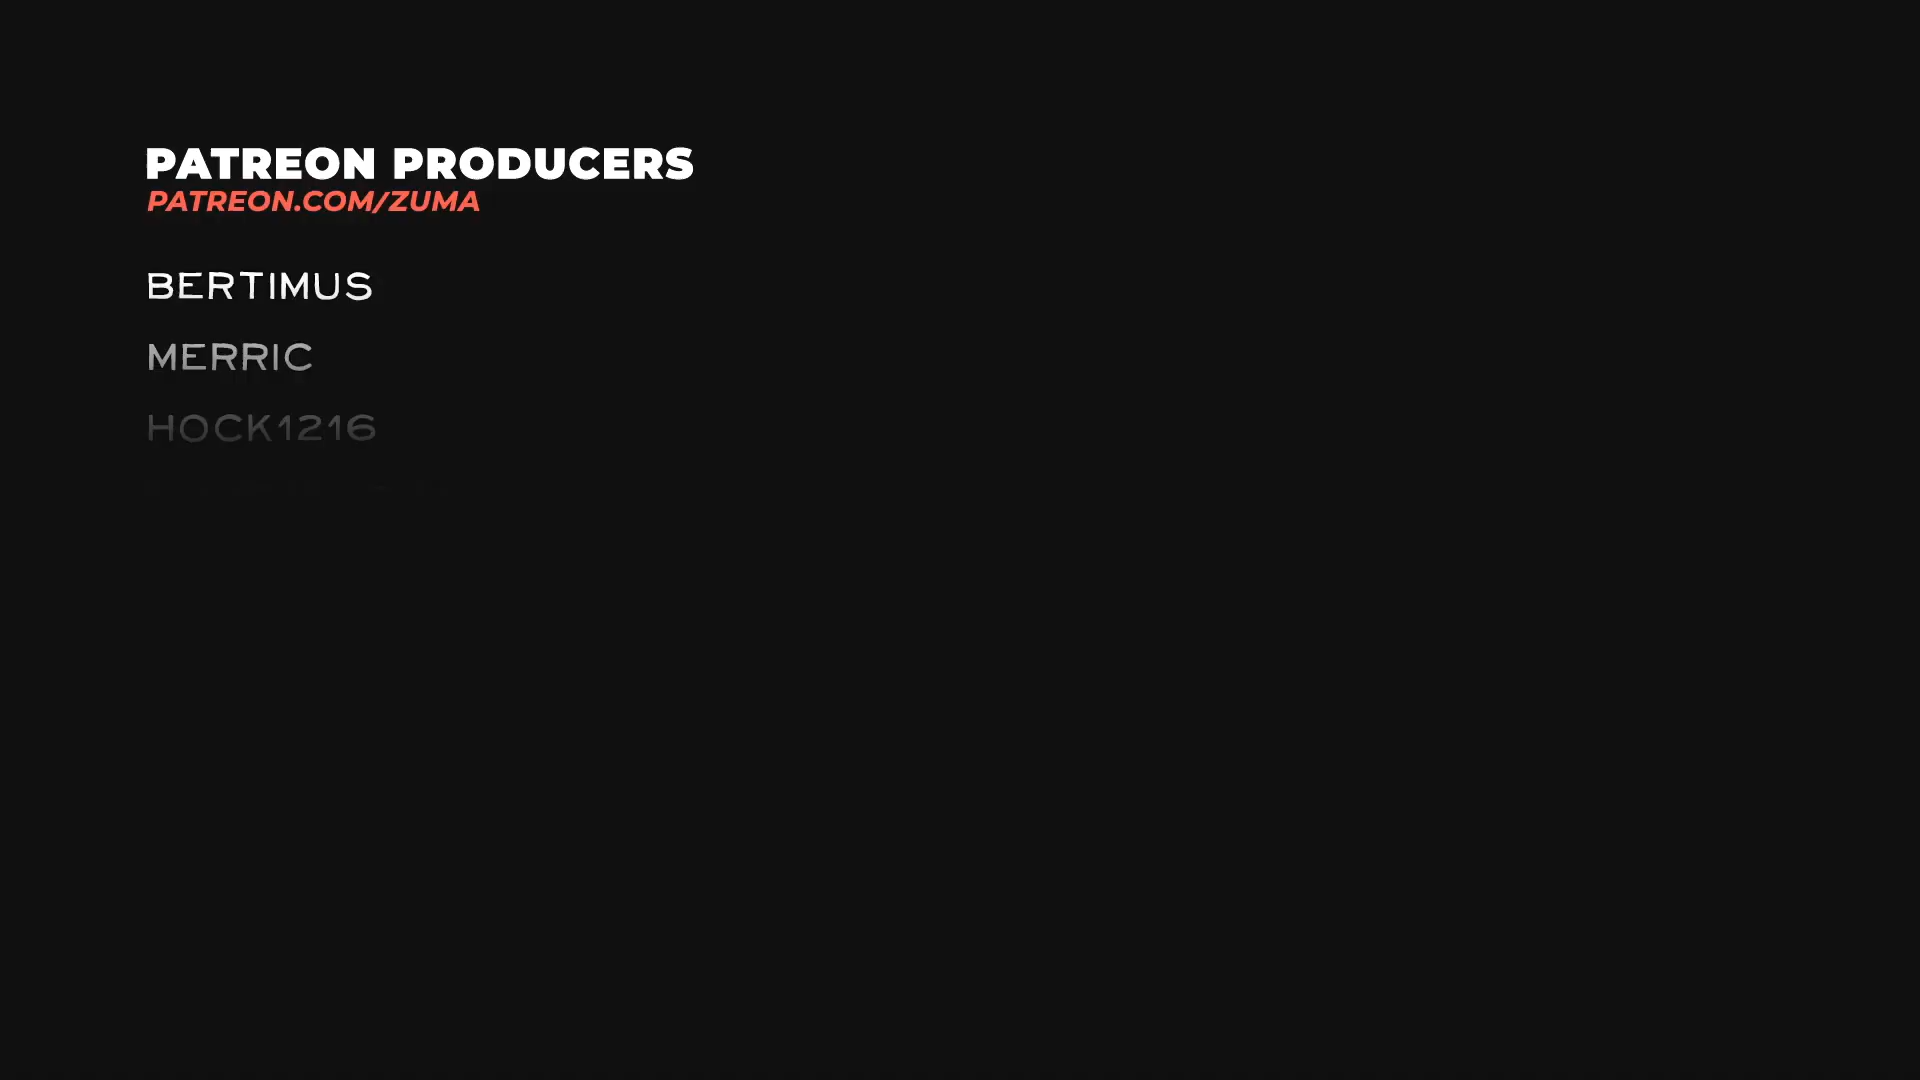 PATREON PRODUCERS
PATREON.COM/ZUMA
BERTIMUS
MERRIC
HOCK1216